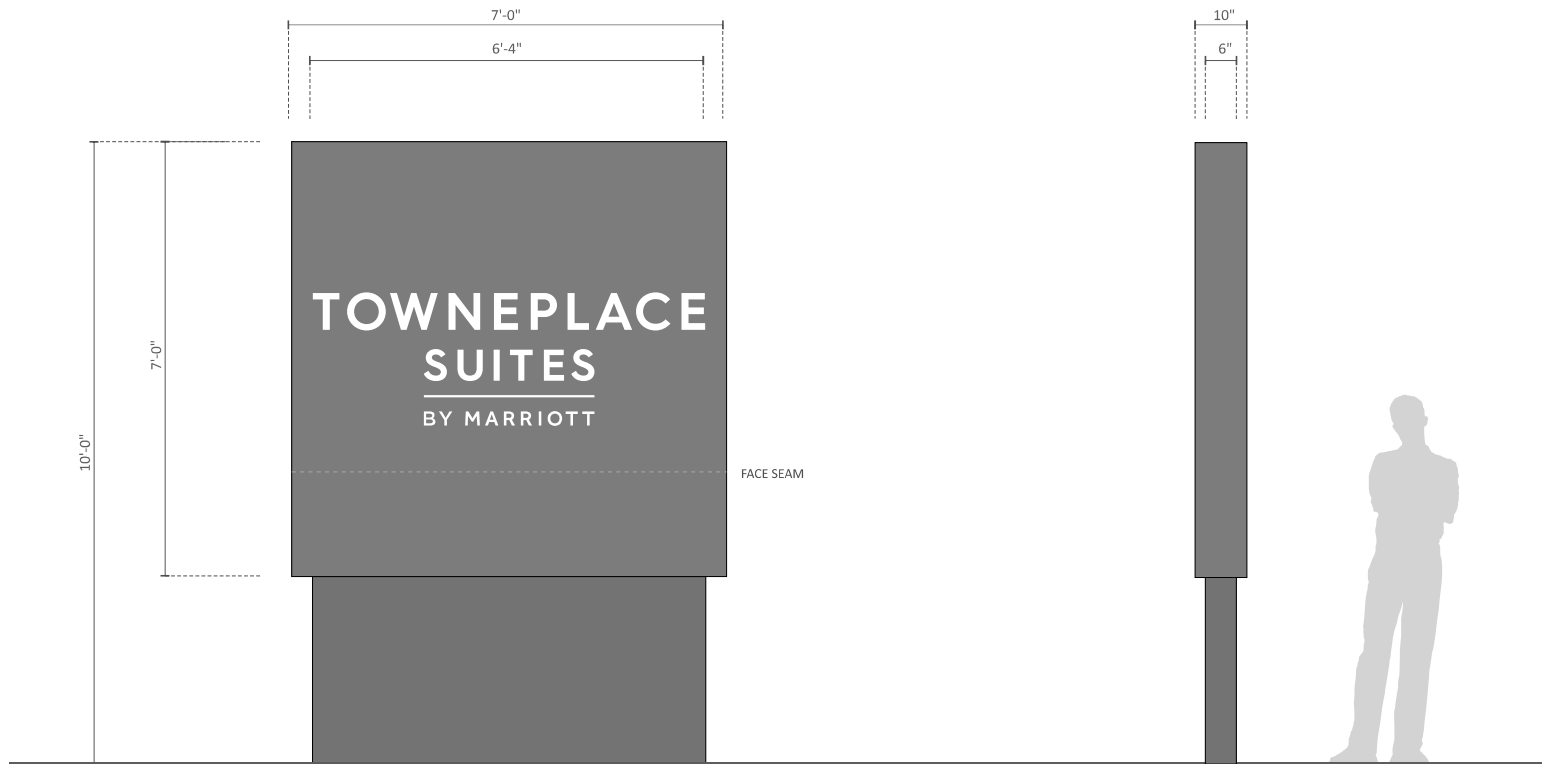 7'-0"
10"
6'-4"
6"
TOWNEPLACE
SUITES
BY MARRIOTT
7'-0"
10'-0"
FACE SEAM